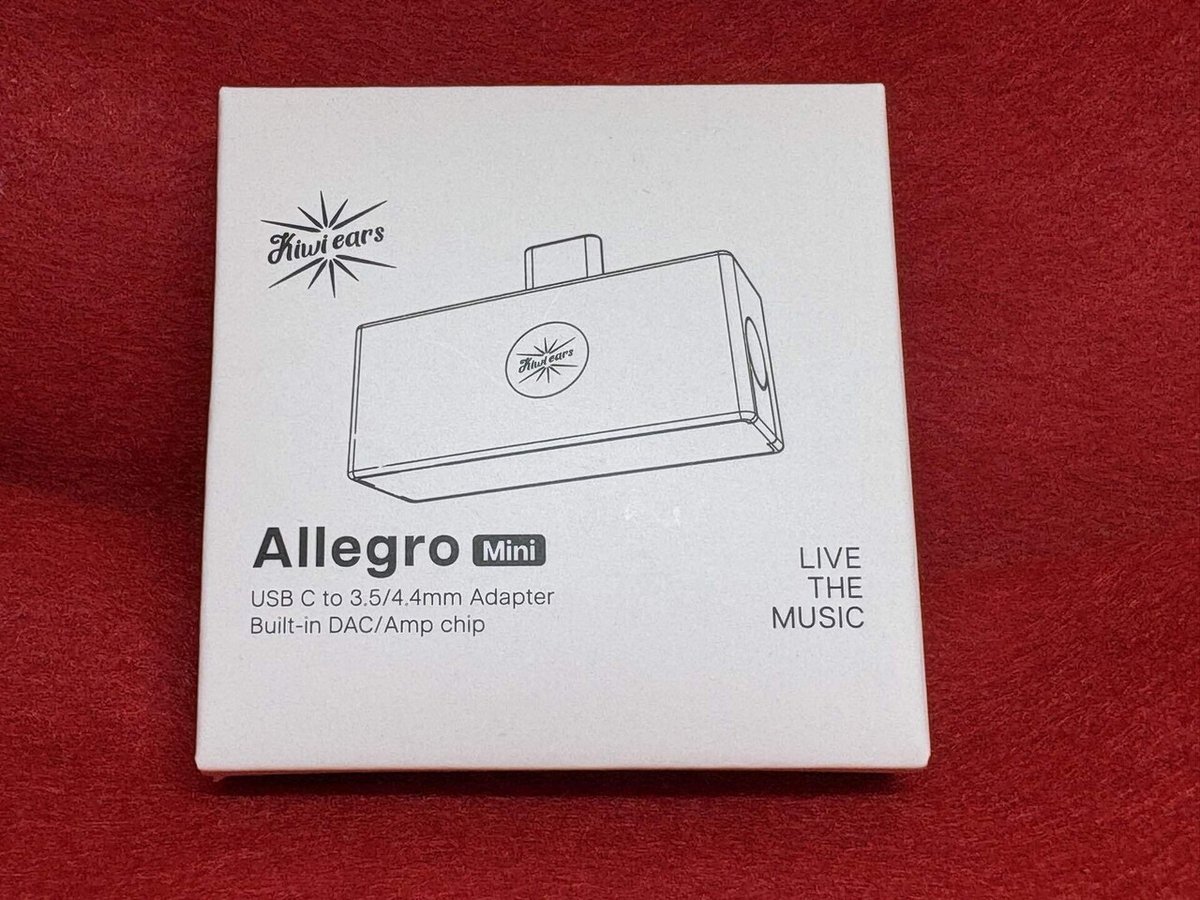 Kiwi ears
Kiwi ears
Allegro Mini
USB C to 3.5/4.4mm Adapter
Built-in DAC/Amp chip
LIVE
THE
MUSIC